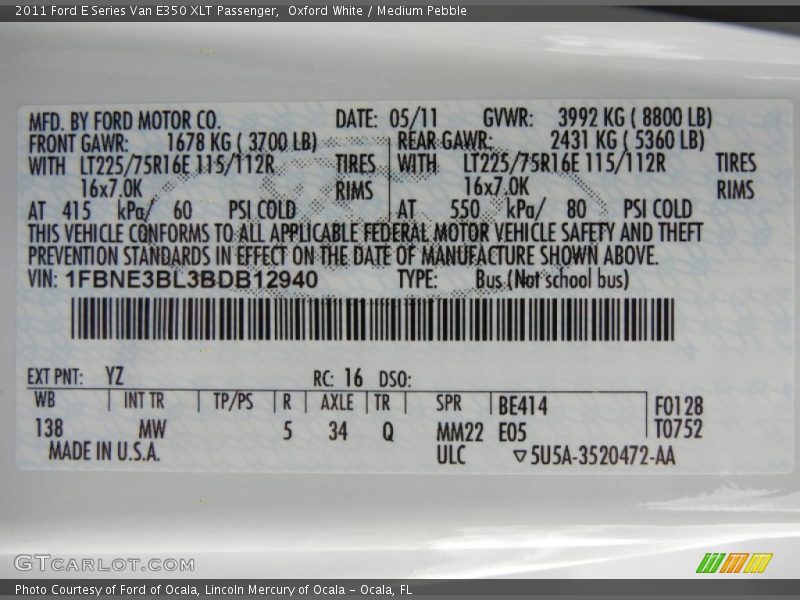 2011 Ford E Series Van E350 XLT Passenger,  Oxford White / Medium Pebble
MFD. BY FORD MOTOR CO. DATE: 05/11 GVWR: 3992 KG ( 8800 LB)
FRONT GAWR: 1678 KG ( 3700 LB) REAR GAWR: 2431 KG ( 5360 LB)
WITH LT225/75R16E 115/112R TIRES WITH LT225/75R16E 115/112R TIRES
16x7.0K RIMS 16x7.0K RIMS
AT 415 kPa/ 60 PSI COLD AT 550 kPa/ 80 PSI COLD
THIS VEHICLE CONFORMS TO ALL APPLICABLE FEDERAL MOTOR VEHICLE SAFETY AND THEFT
PREVENTION STANDARDS IN EFFECT ON THE DATE OF MANUFACTURE SHOWN ABOVE.
VIN: 1FBNE3BL3BDB12940 TYPE: Bus (Not school bus)
EXT PNT: YZ RC: 16 DSO:
WB INT TR TP/PS R AXLE TR SPR BE414 F0128
138 MW 5 34 Q MM22 E05 T0752
MADE IN U.S.A. ULC ▽5U5A-3520472-AA
GTCARLOT.COM
Photo Courtesy of Ford of Ocala, Lincoln Mercury of Ocala – Ocala, FL